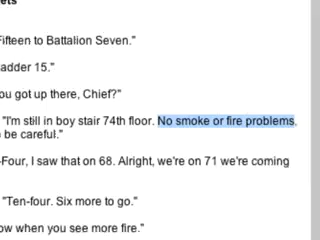 Fifteen to Battalion Seven."
adder 15."
ou got up there, Chief?"
"I'm still in boy stair 74th floor. No smoke or fire problems,
be careful."
-Four, I saw that on 68. Alright, we're on 71 we're coming
"Ten-four. Six more to go."
ow when you see more fire."